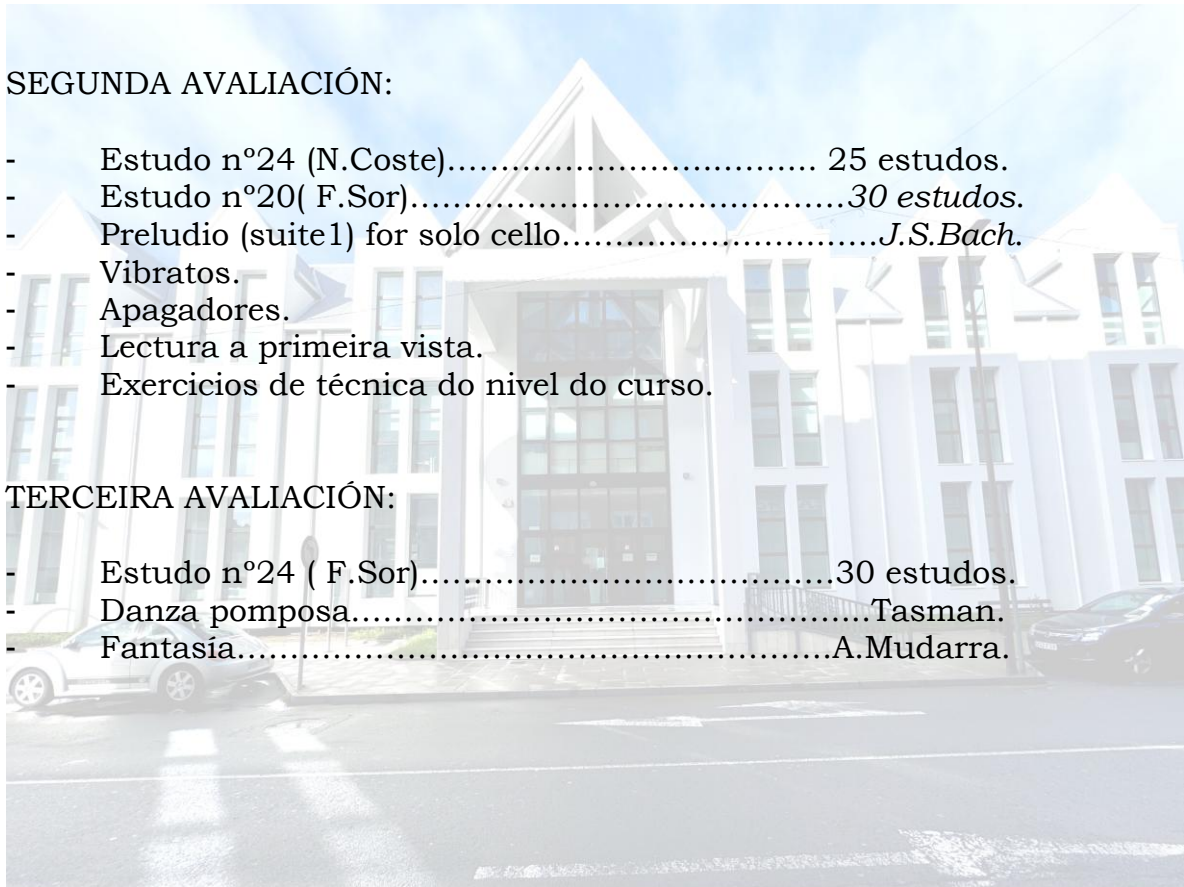 SEGUNDA AVALIACIÓN:
- Estudo nº24 (N.Coste)................................... 25 estudos.
- Estudo nº20( F.Sor).........................................30 estudos.
- Preludio (suite1) for solo cello..............................J.S.Bach.
- Vibratos.
- Apagadores.
- Lectura a primeira vista.
- Exercicios de técnica do nivel do curso.
TERCEIRA AVALIACIÓN:
- Estudo nº24 ( F.Sor).......................................30 estudos.
- Danza pomposa.................................................Tasman.
- Fantasía........................................................A.Mudarra.